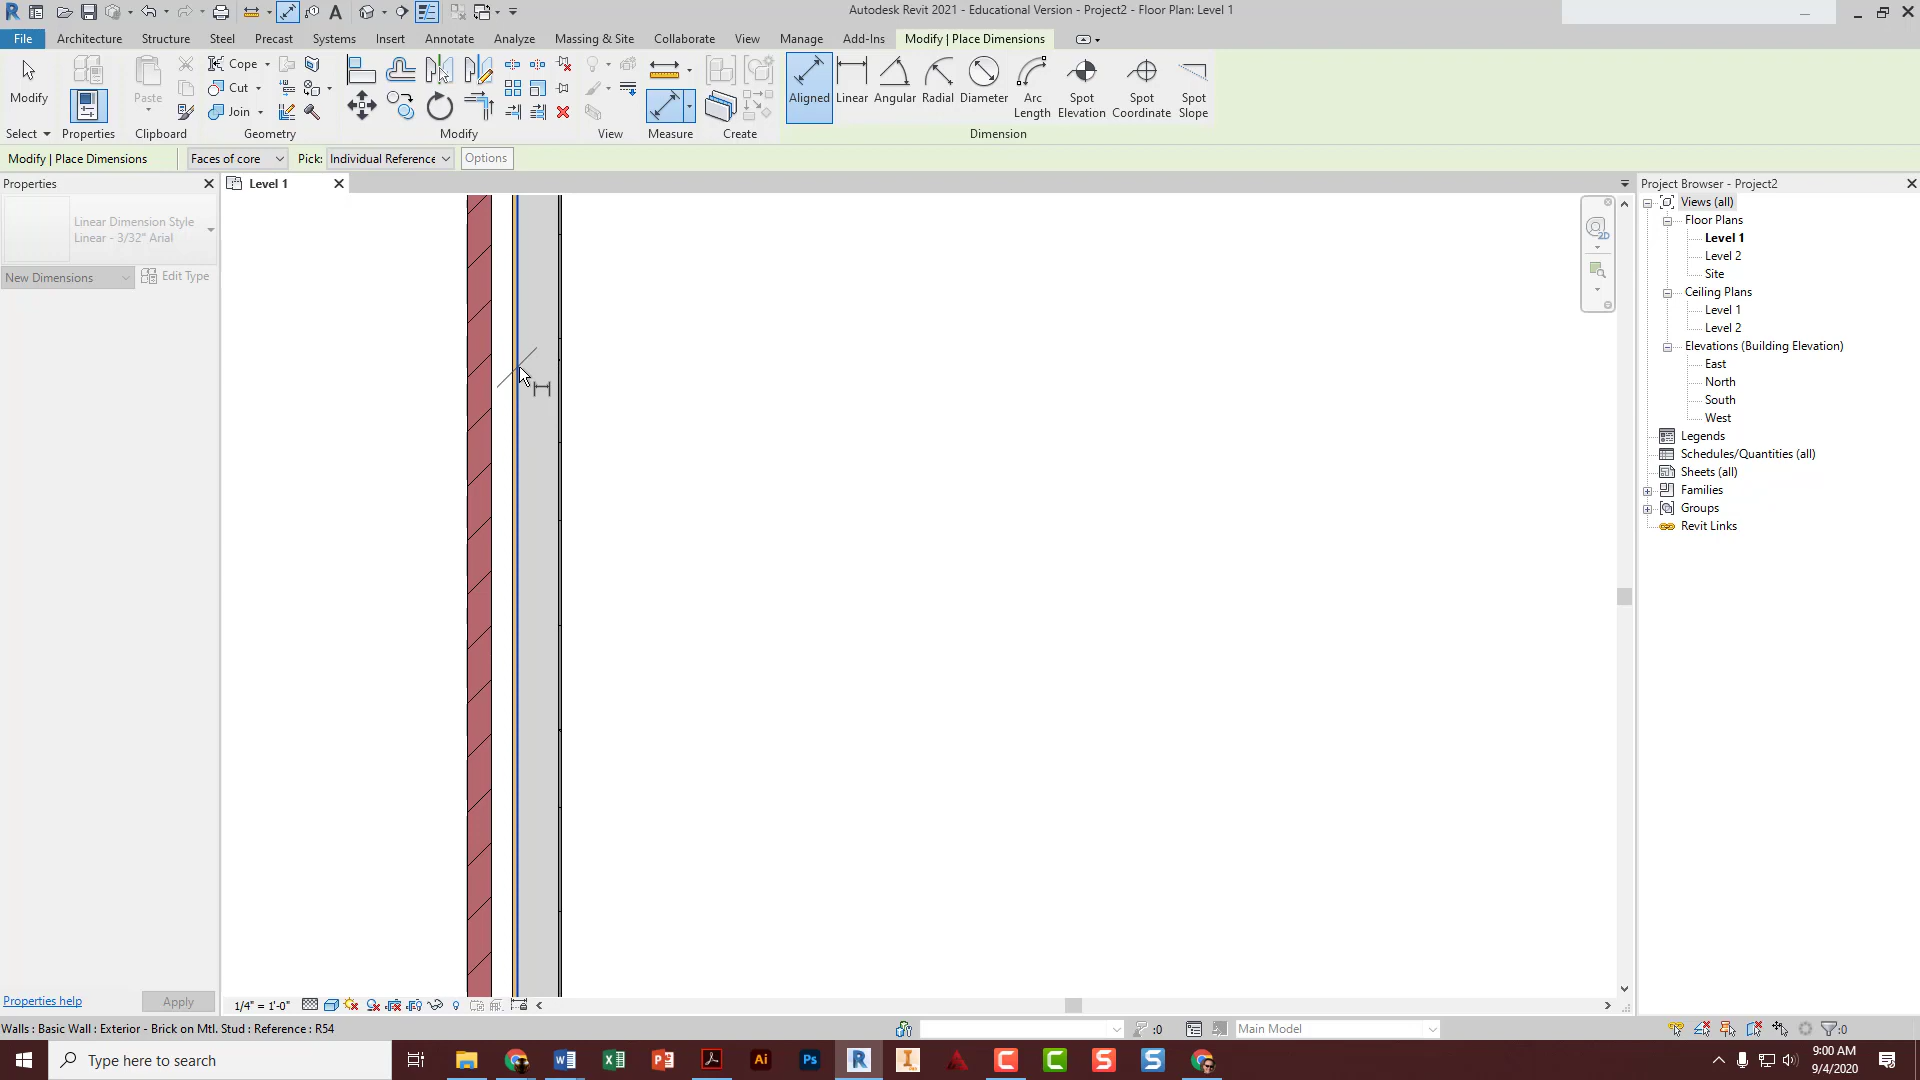 Autodesk Revit 2021 - Educational Version - Project2 - Floor Plan: Level 1
File Architecture Structure Steel Precast Systems Insert Annotate Analyze Massing & Site Collaborate View Manage Add-Ins Modify | Place Dimensions
Modify
Paste
Cope
Cut
Join
Aligned Linear Angular Radial Diameter Arc Length Spot Elevation Spot Coordinate Spot Slope
Select Properties Clipboard Geometry Modify View Measure Create Dimension
Modify | Place Dimensions Faces of core Pick: Individual Reference Options
Properties
Level 1
Project Browser - Project2
Linear Dimension Style
Linear - 3/32" Arial
New Dimensions Edit Type
2D
Views (all)
Floor Plans
Level 1
Level 2
Site
Ceiling Plans
Level 1
Level 2
Elevations (Building Elevation)
East
North
South
West
Legends
Schedules/Quantities (all)
Sheets (all)
Families
Groups
Revit Links
Properties help Apply
1/4" = 1'-0"
Walls : Basic Wall : Exterior - Brick on Mtl. Stud : Reference : R54
:0
Main Model
:0
Type here to search
9:00 AM
9/4/2020